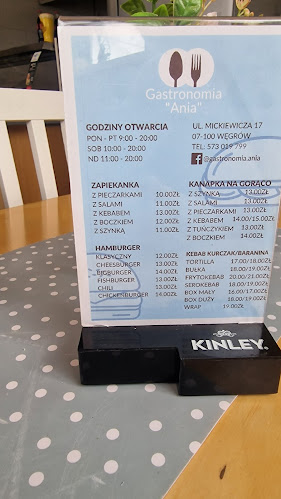 Gastronomia
"Ania"
GODZINY OTWARCIA
PON - PT 9:00 - 20:00
SOB 10:00 - 20:00
ND 11:00 - 20:00
UL. MICKIEWICZA 17
07-100 WĘGRÓW
TEL: 573 019 799
@gastronomia.ania
ZAPIEKANKA
Z PIECZARKAMI 10.00ZŁ
Z SALAMI 11.00ZŁ
Z KEBABEM 13.00ZŁ
Z BOCZKIEM 12.00ZŁ
Z SZYNKĄ 11.00ZŁ
HAMBURGER
KLASYCZNY 12.00ZŁ
CHEESBURGER 13.00ZŁ
BIGBURGER 14.00ZŁ
FISHBURGER 13.00ZŁ
CHILI 13.00ZŁ
CHICKENBURGER 14.00ZŁ
KANAPKA NA GORĄCO
Z SZYNKĄ 13.00ZŁ
Z SALAMI 13.00ZŁ
Z PIECZARKAMI 13.00ZŁ
Z KEBABEM 14.00/15.00ZŁ
Z TUŃCZYKIEM 13.00ZŁ
Z BOCZKIEM 14.00ZŁ
KEBAB KURCZAK/BARANINA
TORTILLA 17.00/18.00ZŁ
BUŁKA 18.00/19.00ZŁ
FRYTOKEBAB 20.00/21.00ZŁ
SEROKEBAB 18.00/19.00ZŁ
BOX MAŁY 16.00/17.00ZŁ
BOX DUŻY 18.00/19.00ZŁ
WRAP 19.00ZŁ
KINLEY